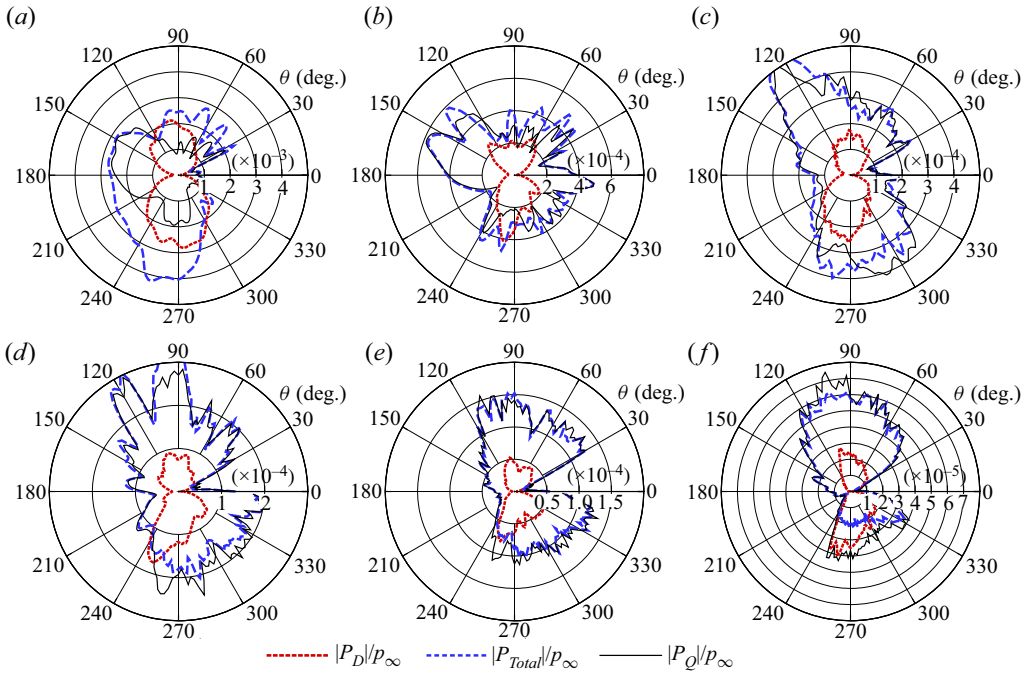 (a) (b) (c)
90 90 90
120 60 120 60 120 60
θ (deg.) θ (deg.) θ (deg.)
150 30 150 30 150 30
(×10⁻³) (×10⁻⁴) (×10⁻⁴)
180 1 2 3 4 0 180 2 4 6 0 180 1 2 3 4 0
210 330 210 330 210 330
240 300 240 300 240 300
270 270 270
(d) (e) (f)
90 90 90
120 60 120 60 120 60
θ (deg.) θ (deg.) θ (deg.)
150 30 150 30 150 30
(×10⁻⁴) (×10⁻⁴) (×10⁻⁵)
180 1 2 0 180 0.5 1.0 1.5 0 180 1 2 3 4 5 6 7 0
210 330 210 330 210 330
240 300 240 300 240 300
270 270 270
|P_D|/p_∞ |P_Total|/p_∞ |P_Q|/p_∞